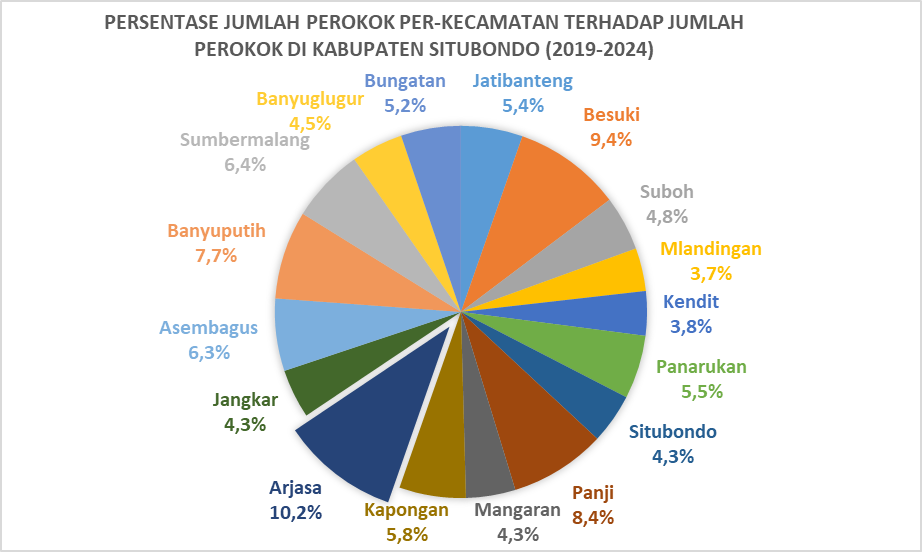 PERSENTASE JUMLAH PEROKOK PER-KECAMATAN TERHADAP JUMLAH
PEROKOK DI KABUPATEN SITUBONDO (2019-2024)
Jatibanteng
5,4%
Besuki
9,4%
Suboh
4,8%
Mlandingan
3,7%
Kendit
3,8%
Panarukan
5,5%
Situbondo
4,3%
Panji
8,4%
Mangaran
4,3%
Kapongan
5,8%
Arjasa
10,2%
Jangkar
4,3%
Asembagus
6,3%
Banyuputih
7,7%
Sumbermalang
6,4%
Banyuglugur
4,5%
Bungatan
5,2%